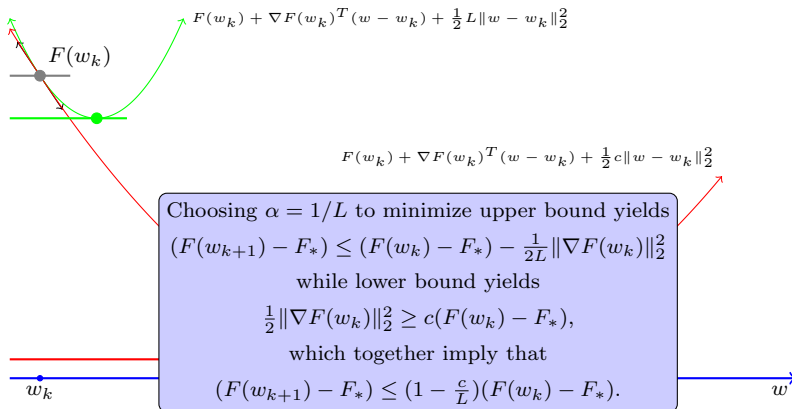 F(w_k) + ∇F(w_k)^T(w − w_k) + ½L‖w − w_k‖₂²
F(w_k)
F(w_k) + ∇F(w_k)^T(w − w_k) + ½c‖w − w_k‖₂²
Choosing α = 1/L to minimize upper bound yields
(F(w_{k+1}) − F_*) ≤ (F(w_k) − F_*) − \frac{1}{2L}‖∇F(w_k)‖₂²
while lower bound yields
½‖∇F(w_k)‖₂² ≥ c(F(w_k) − F_*),
which together imply that
(F(w_{k+1}) − F_*) ≤ (1 − \frac{c}{L})(F(w_k) − F_*).
w_k
w